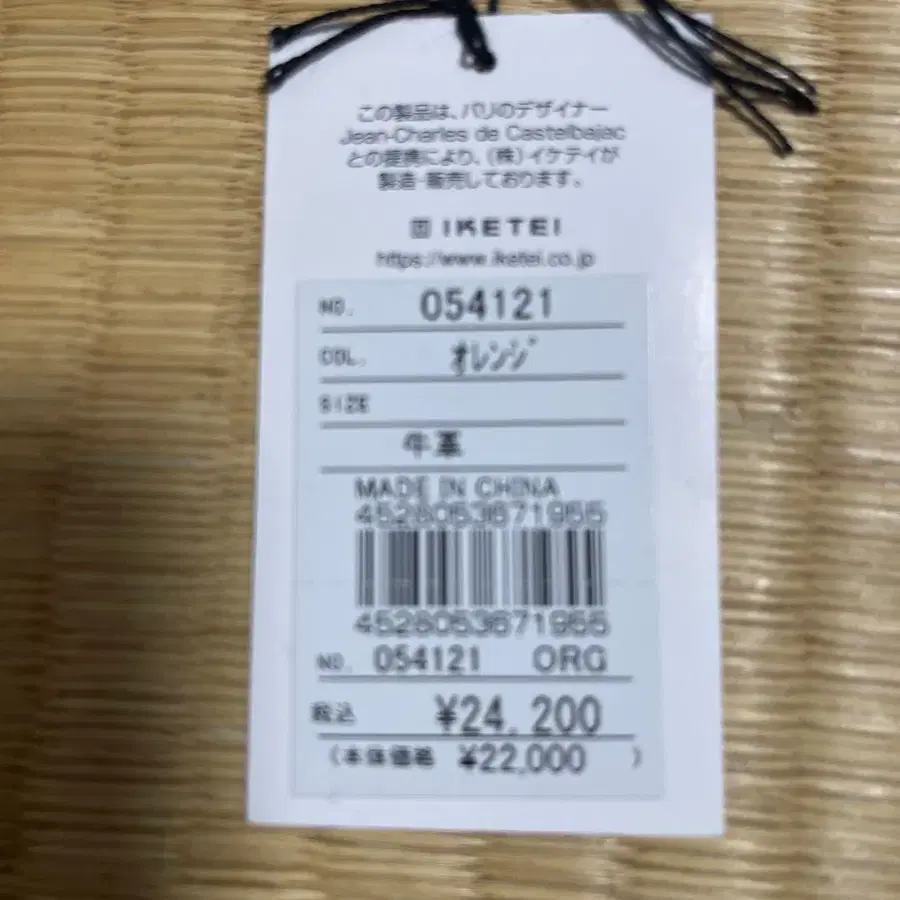 この製品は、パリのデザイナー
Jean-Charles de Castelbajac
との提携により、(株)イケテイが
製造・販売しております。
IKETEI
https://www.iketei.co.jp
NO. 054121
COL. オレンジ
SIZE
牛革
MADE IN CHINA
4528053671955
4528053671955
NO. 054121 ORG
税込 ¥24,200
(本体価格 ¥22,000 )